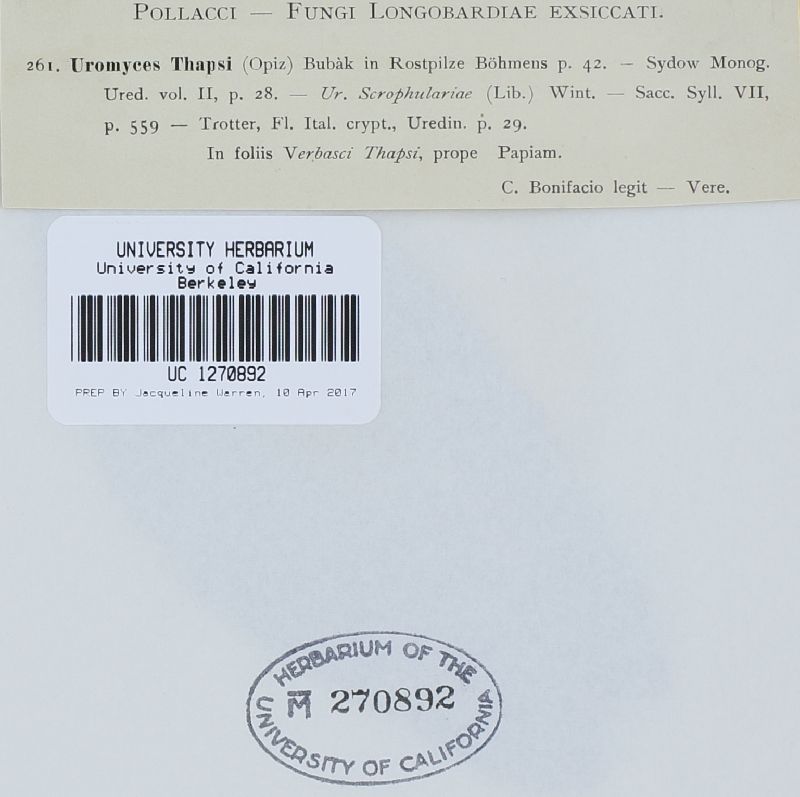 POLLACCI — FUNGI LONGOBARDIAE EXSICCATI.
261. Uromyces Thapsi (Opiz) Bubàk in Rostpilze Böhmens p. 42. — Sydow Monog.
Ured. vol. II, p. 28. — Ur. Scrophulariae (Lib.) Wint. — Sacc. Syll. VII,
p. 559 — Trotter, Fl. Ital. crypt., Uredin. p. 29.
In foliis Verbasci Thapsi, prope Papiam.
C. Bonifacio legit — Vere.
UNIVERSITY HERBARIUM
University of California
Berkeley
UC 1270892
PREP BY Jacqueline Warren, 10 Apr 2017
HERBARIUM OF THE
270892
UNIVERSITY OF CALIFORNIA